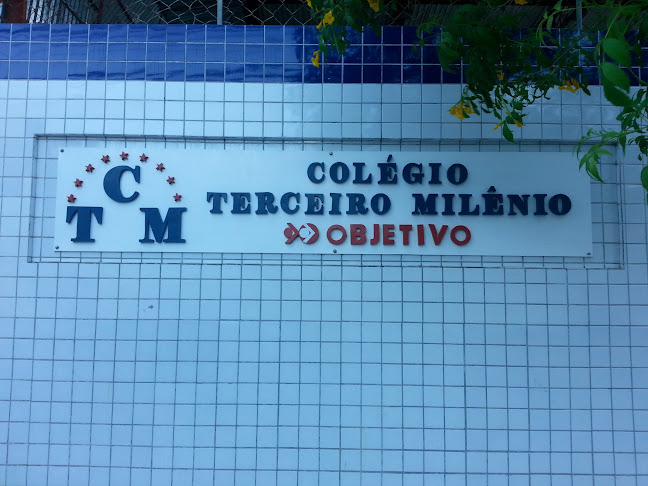 C
T M
COLÉGIO
TERCEIRO MILÊNIO
OBJETIVO